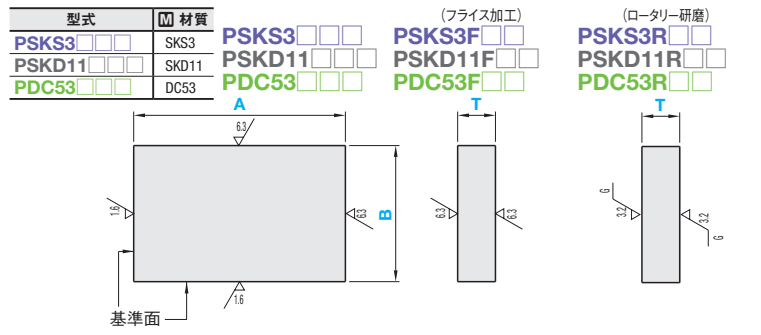 型式 M 材質
PSKS3□□□ SKS3
PSKD11□□□ SKD11
PDC53□□□ DC53
PSKS3□□□
PSKD11□□□
PDC53□□□
(フライス加工)
PSKS3F□□
PSKD11F□□
PDC53F□□
(ロータリー研磨)
PSKS3R□□
PSKD11R□□
PDC53R□□
A
T
T
6.3
1.6
6.3
B
1.6
6.3
6.3
G
3.2
3.2
G
基準面